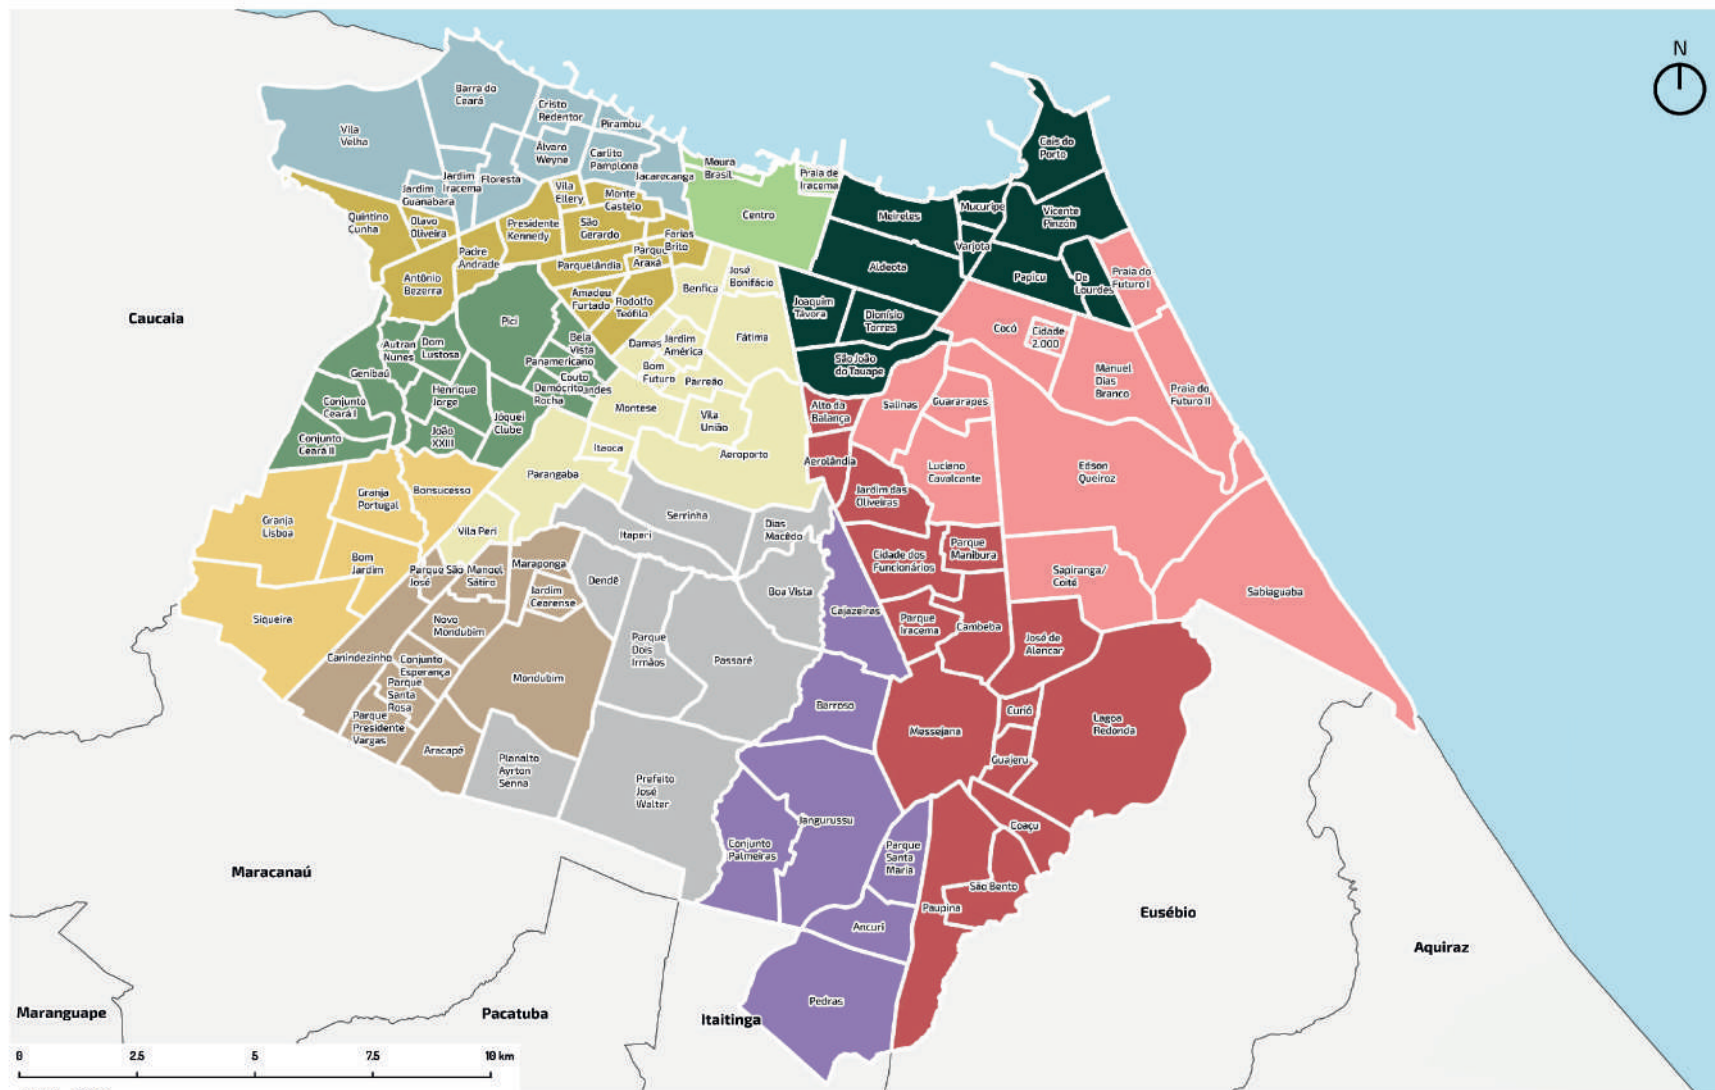 N
Barra do
Ceará
Cristo
Redentor
Pirambu
Vila
Velha
Álvaro
Weyne
Carlito
Pamplona
Jacarecanga
Jardim
Iracema
Floresta
Jardim
Guanabara
Moura
Brasil
Praia de
Iracema
Centro
Cais do
Porto
Meireles
Mucuripe
Vicente
Pinzón
Varjota
Aldeota
Papicu
De
Lourdes
Praia do
Futuro I
Quintino
Cunha
Olavo
Oliveira
Vila
Ellery
Monte
Castelo
Presidente
Kennedy
São
Gerardo
Farias
Brito
Padre
Andrade
Parquelândia
Parque
Araxá
Antônio
Bezerra
Amadeu
Furtado
Rodolfo
Teófilo
Benfica
José
Bonifácio
Joaquim
Távora
Dionísio
Torres
São João
do Tauape
Cocó
Cidade
2.000
Manuel
Dias
Branco
Praia do
Futuro II
Caucaia
Pici
Autran
Nunes
Dom
Lustosa
Bela
Vista
Panamericano
Couto
Demócrito
Rocha
Genibaú
Henrique
Jorge
Conjunto
Ceará I
Conjunto
Ceará II
João
XXIII
Jóquei
Clube
Damas
Jardim
América
Fátima
Bom
Futuro
Parreão
Montese
Vila
União
Itaoca
Aeroporto
Parangaba
Vila Peri
Alto da
Balança
Salinas
Guararapes
Aerolândia
Luciano
Cavalcante
Edson
Queiroz
Jardim das
Oliveiras
Granja
Portugal
Bonsucesso
Granja
Lisboa
Bom
Jardim
Siqueira
Serrinha
Itaperi
Dias
Macêdo
Dendê
Boa Vista
Parque
Dois
Irmãos
Passaré
Cidade dos
Funcionários
Parque
Manibura
Sapiranga/
Coité
Sabiaguaba
Cajazeiras
Parque
Iracema
Cambeba
José de
Alencar
Parque
José
São Manoel
Sátiro
Maraponga
Jardim
Cearense
Novo
Mondubim
Canindezinho
Conjunto
Esperança
Parque
Santa
Rosa
Parque
Presidente
Vargas
Mondubim
Aracapé
Planalto
Ayrton
Senna
Prefeito
José
Walter
Barroso
Messejana
Curió
Guajeru
Lagoa
Redonda
Jangurussu
Conjunto
Palmeiras
Parque
Santa
Maria
Coaçu
São Bento
Paupina
Ancuri
Pedras
Maracanaú
Eusébio
Aquiraz
Maranguape
Pacatuba
Itaitinga
0 2.5 5 7.5 10 km